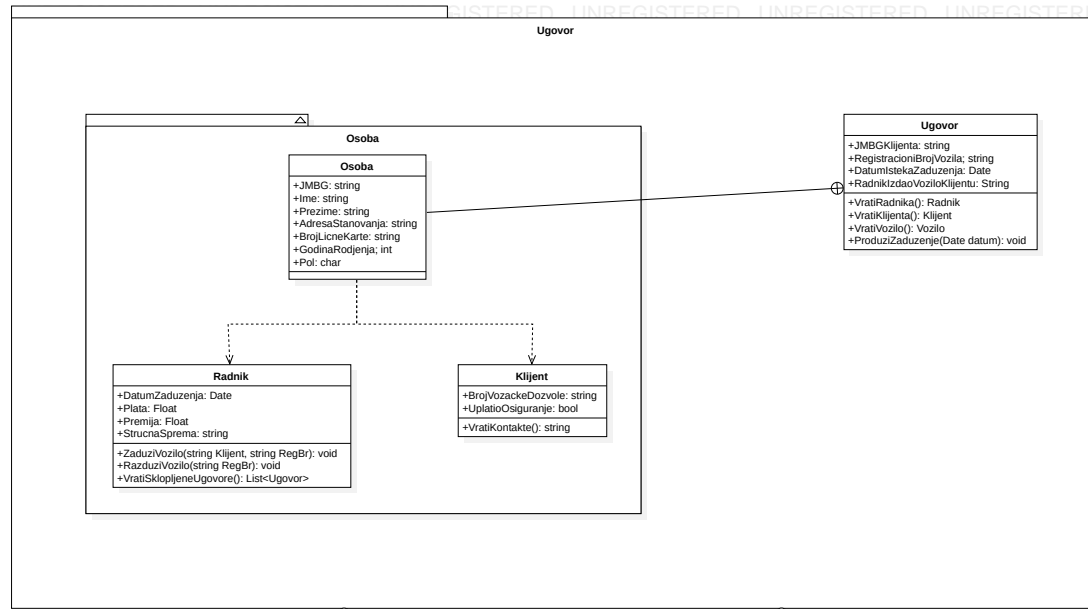 GISTERED UNREGISTERED UNREGISTERED UNREGISTER
Ugovor
Osoba
Osoba
+JMBG: string
+Ime: string
+Prezime: string
+AdresaStanovanja: string
+BrojLicneKarte: string
+GodinaRodjenja; int
+Pol: char
Ugovor
+JMBGKlijenta: string
+RegistracioniBrojVozila; string
+DatumIstekaZaduzenja: Date
+RadnikIzdaoVoziloKlijentu: String
+VratiRadnika(): Radnik
+VratiKlijenta(): Klijent
+VratiVozilo(): Vozilo
+ProduziZaduzenje(Date datum): void
Radnik
+DatumZaduzenja: Date
+Plata: Float
+Premija: Float
+StrucnaSprema: string
+ZaduziVozilo(string Klijent, string RegBr): void
+RazduziVozilo(string RegBr): void
+VratiSklopljeneUgovore(): List<Ugovor>
Klijent
+BrojVozackeDozvole: string
+UplatioOsiguranje: bool
+VratiKontakte(): string